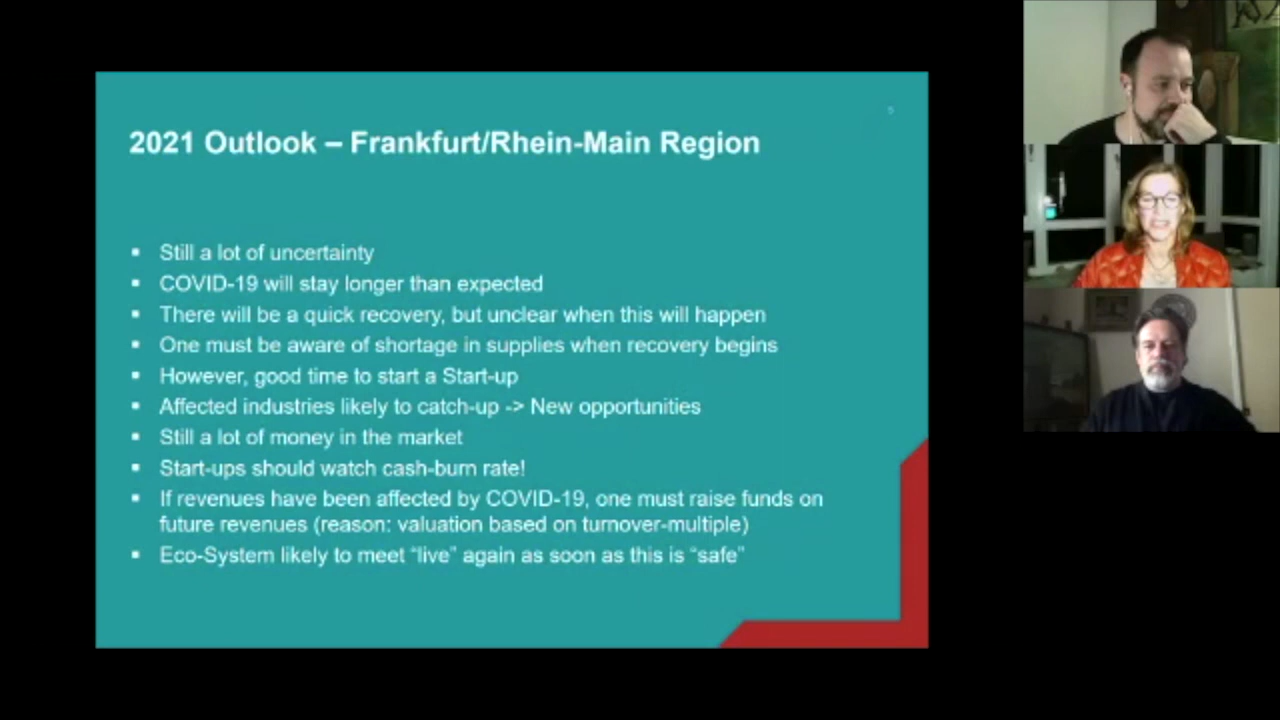 2021 Outlook – Frankfurt/Rhein-Main Region
Still a lot of uncertainty
COVID-19 will stay longer than expected
There will be a quick recovery, but unclear when this will happen
One must be aware of shortage in supplies when recovery begins
However, good time to start a Start-up
Affected industries likely to catch-up -> New opportunities
Still a lot of money in the market
Start-ups should watch cash-burn rate!
If revenues have been affected by COVID-19, one must raise funds on
future revenues (reason: valuation based on turnover-multiple)
Eco-System likely to meet “live” again as soon as this is “safe”